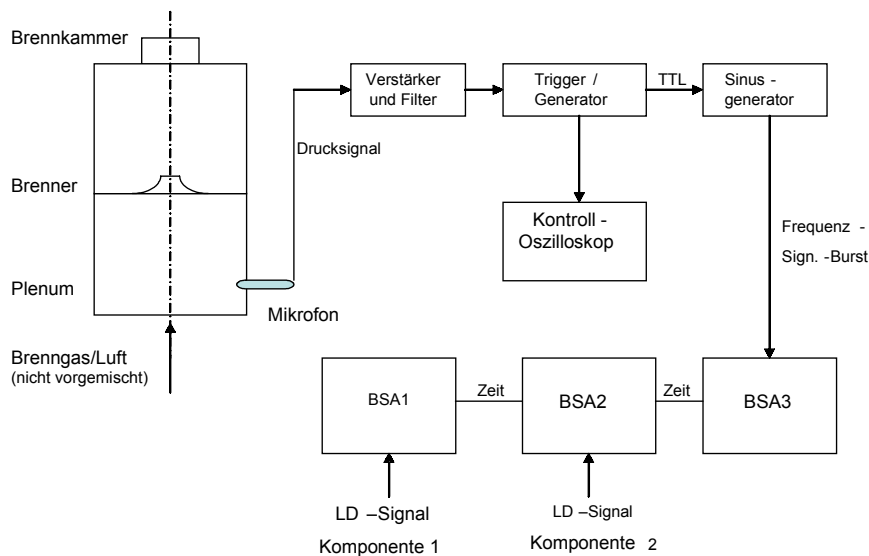 Brennkammer
Brenner
Plenum
Brenngas/Luft
(nicht vorgemischt)
Mikrofon
Drucksignal
Verstärker
und Filter
Trigger /
Generator
TTL
Sinus -
generator
Kontroll -
Oszilloskop
Frequenz -
Sign. -Burst
BSA1
Zeit
BSA2
Zeit
BSA3
LD –Signal
Komponente 1
LD –Signal
Komponente 2